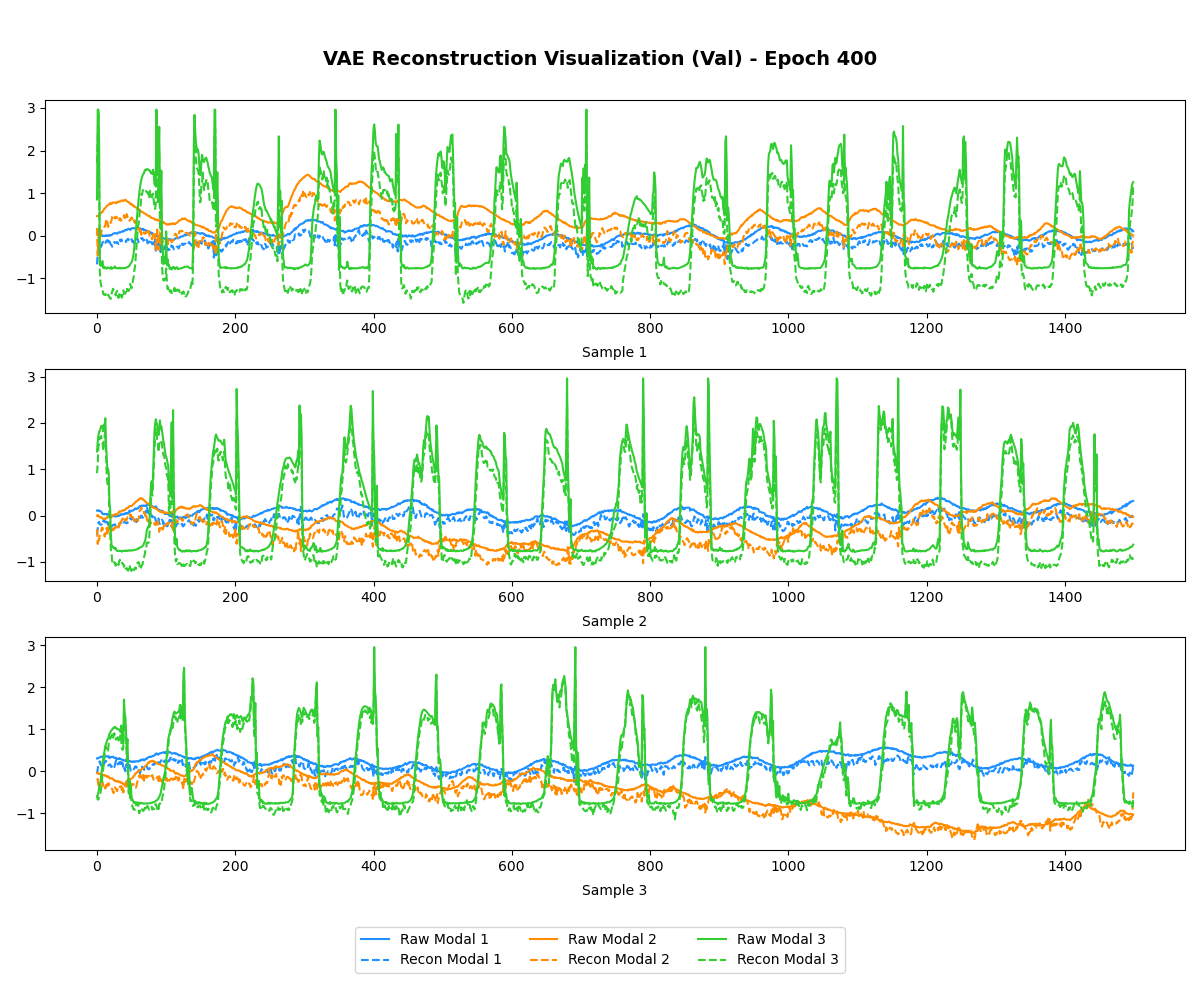 VAE Reconstruction Visualization (Val) - Epoch 400
3
2
1
0
−1
0 200 400 600 800 1000 1200 1400
Sample 1
3
2
1
0
−1
0 200 400 600 800 1000 1200 1400
Sample 2
3
2
1
0
−1
0 200 400 600 800 1000 1200 1400
Sample 3
Raw Modal 1 Raw Modal 2 Raw Modal 3
Recon Modal 1 Recon Modal 2 Recon Modal 3